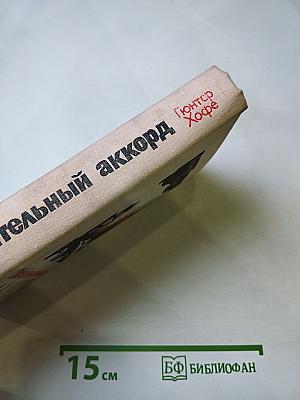 тельный аккорд
Гюнтер
Хофе
15 см
БФ БИБЛИОФАН